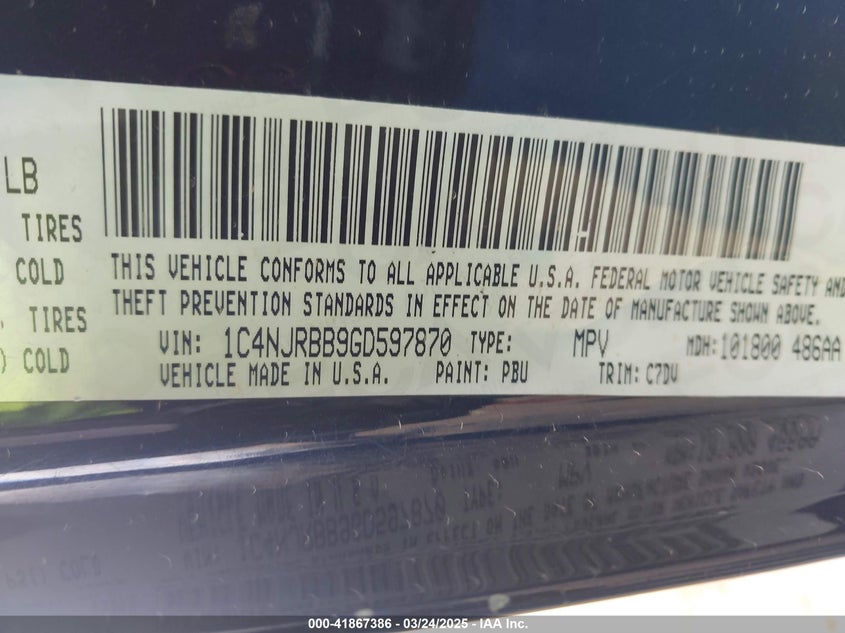 LB
TIRES
COLD
, TIRES
) COLD
THIS VEHICLE CONFORMS TO ALL APPLICABLE U.S.A. FEDERAL MOTOR VEHICLE SAFETY AND
THEFT PREVENTION STANDARDS IN EFFECT ON THE DATE OF MANUFACTURE SHOWN ABOVE.
VIN: 1C4NJRBB9GD597870 TYPE: MPV MDH: 101800 486AA
VEHICLE MADE IN U.S.A. PAINT: PBU TRIM: C7DV
000-41867386 - 03/24/2025 - IAA Inc.